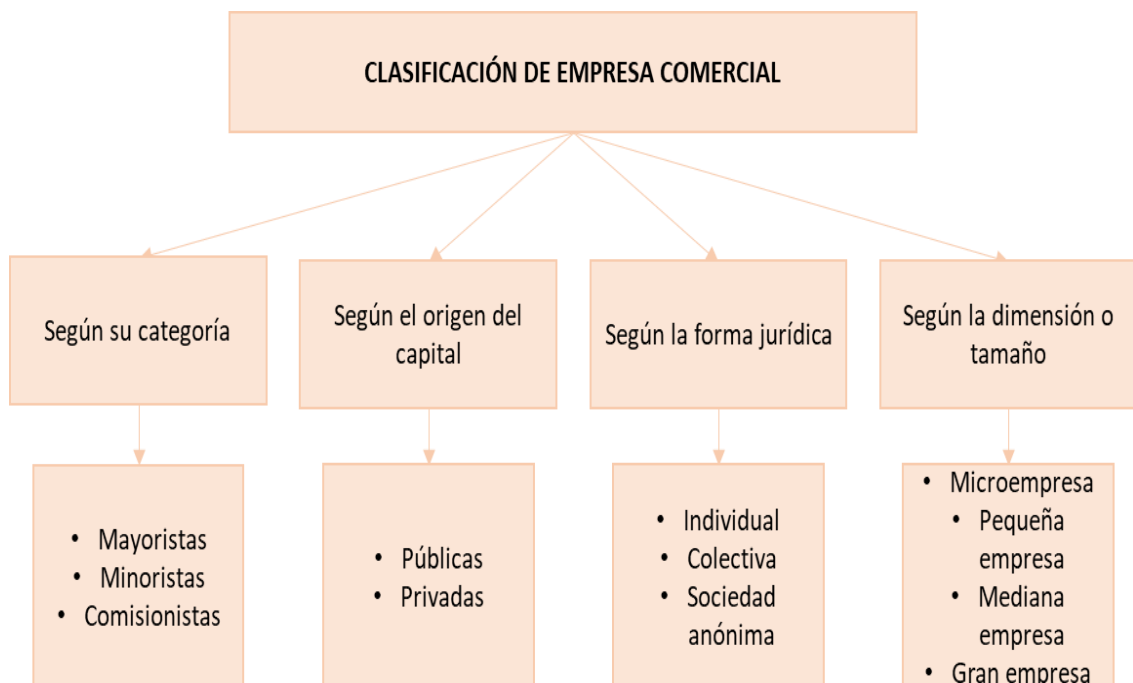 CLASIFICACIÓN DE EMPRESA COMERCIAL
Según su categoría
Según el origen del
capital
Según la forma jurídica
Según la dimensión o
tamaño
• Mayoristas
• Minoristas
• Comisionistas
• Públicas
• Privadas
• Individual
• Colectiva
• Sociedad
anónima
• Microempresa
• Pequeña
empresa
• Mediana
empresa
• Gran empresa